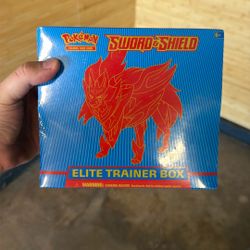 POKÉMON
SWORD & SHIELD
6+
ELITE TRAINER BOX
WARNING: